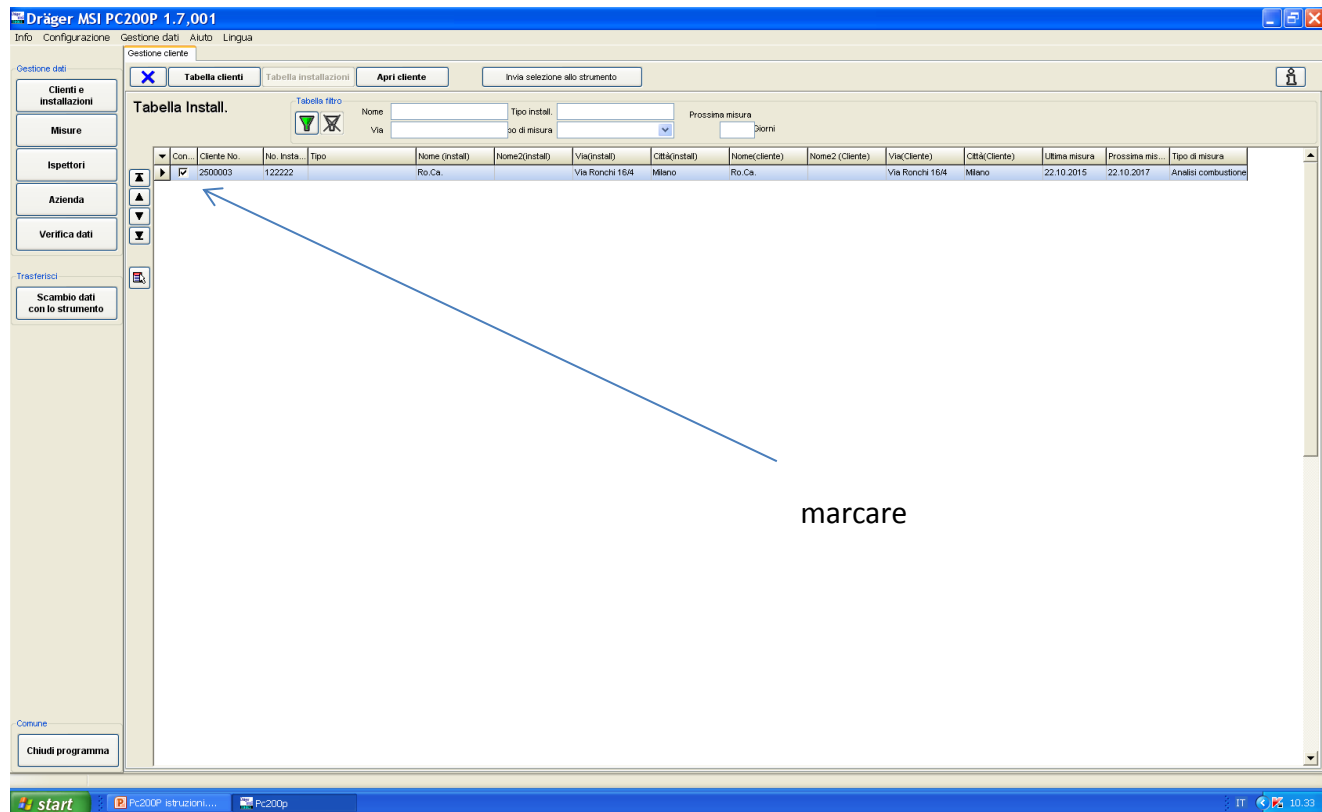 Dräger MSI PC200P 1.7,001
Info Configurazione Gestione dati Aiuto Lingua
Gestione cliente
Gestione dati
Clienti e
installazioni
Misure
Ispettori
Azienda
Verifica dati
Trasferisci
Scambio dati
con lo strumento
Comune
Chiudi programma
X Tabella clienti Tabella installazioni Apri cliente Invia selezione allo strumento
Tabella Install.
Tabella filtro
Nome Tipo install. Prossima misura
Via po di misura Giorni
Con... Cliente No. No. Insta... Tipo Nome (install) Nome2(install) Via(install) Città(install) Nome(cliente) Nome2 (Cliente) Via(Cliente) Città(Cliente) Ultima misura Prossima mis... Tipo di misura
2500003 122222 Ro.Ca. Via Ronchi 16/4 Milano Ro.Ca. Via Ronchi 16/4 Milano 22.10.2015 22.10.2017 Analisi combustione
marcare
start Pc200P istruzioni.... Pc200p IT 10.33